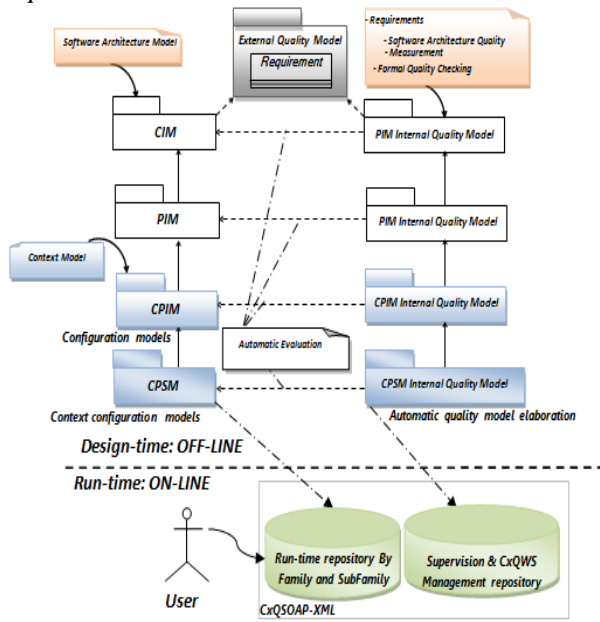 Software Architecture Model
External Quality Model
Requirement
- Requirements
- Software Architecture Quality
- Measurement
- Formal Quality Checking
CIM
PIM Internal Quality Model
PIM
PIM Internal Quality Model
Context Model
CPIM
CPIM Internal Quality Model
Configuration models
Automatic Evaluation
CPSM
CPSM Internal Quality Model
Context configuration models
Automatic quality model elaboration
Design-time: OFF-LINE
Run-time: ON-LINE
Run-time repository By
Family and SubFamily
Supervision & CxQWS
Management repository
User
CxQSOAP-XML